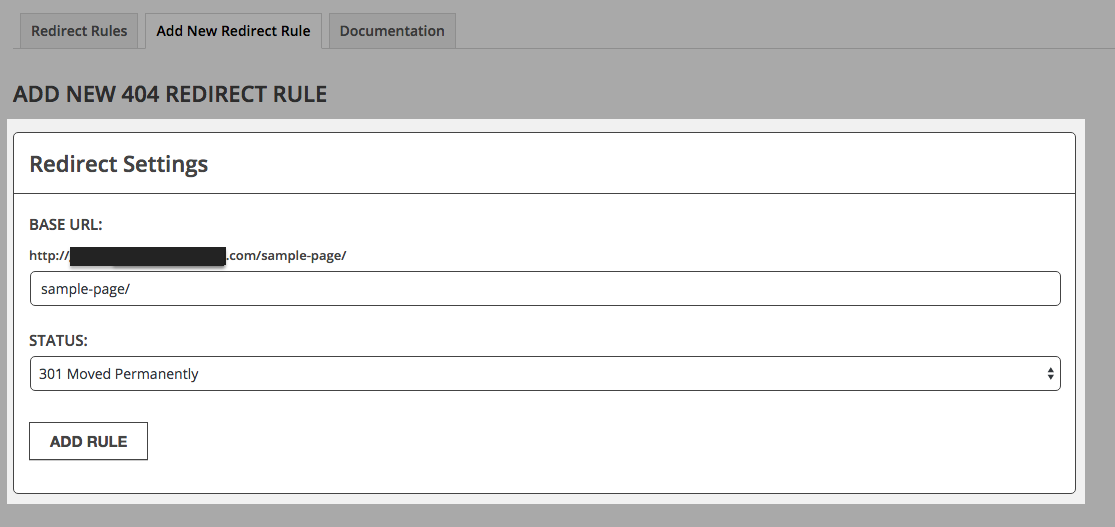 Redirect Rules Add New Redirect Rule Documentation
ADD NEW 404 REDIRECT RULE
Redirect Settings
BASE URL:
http:// .com/sample-page/
sample-page/
STATUS:
301 Moved Permanently
ADD RULE